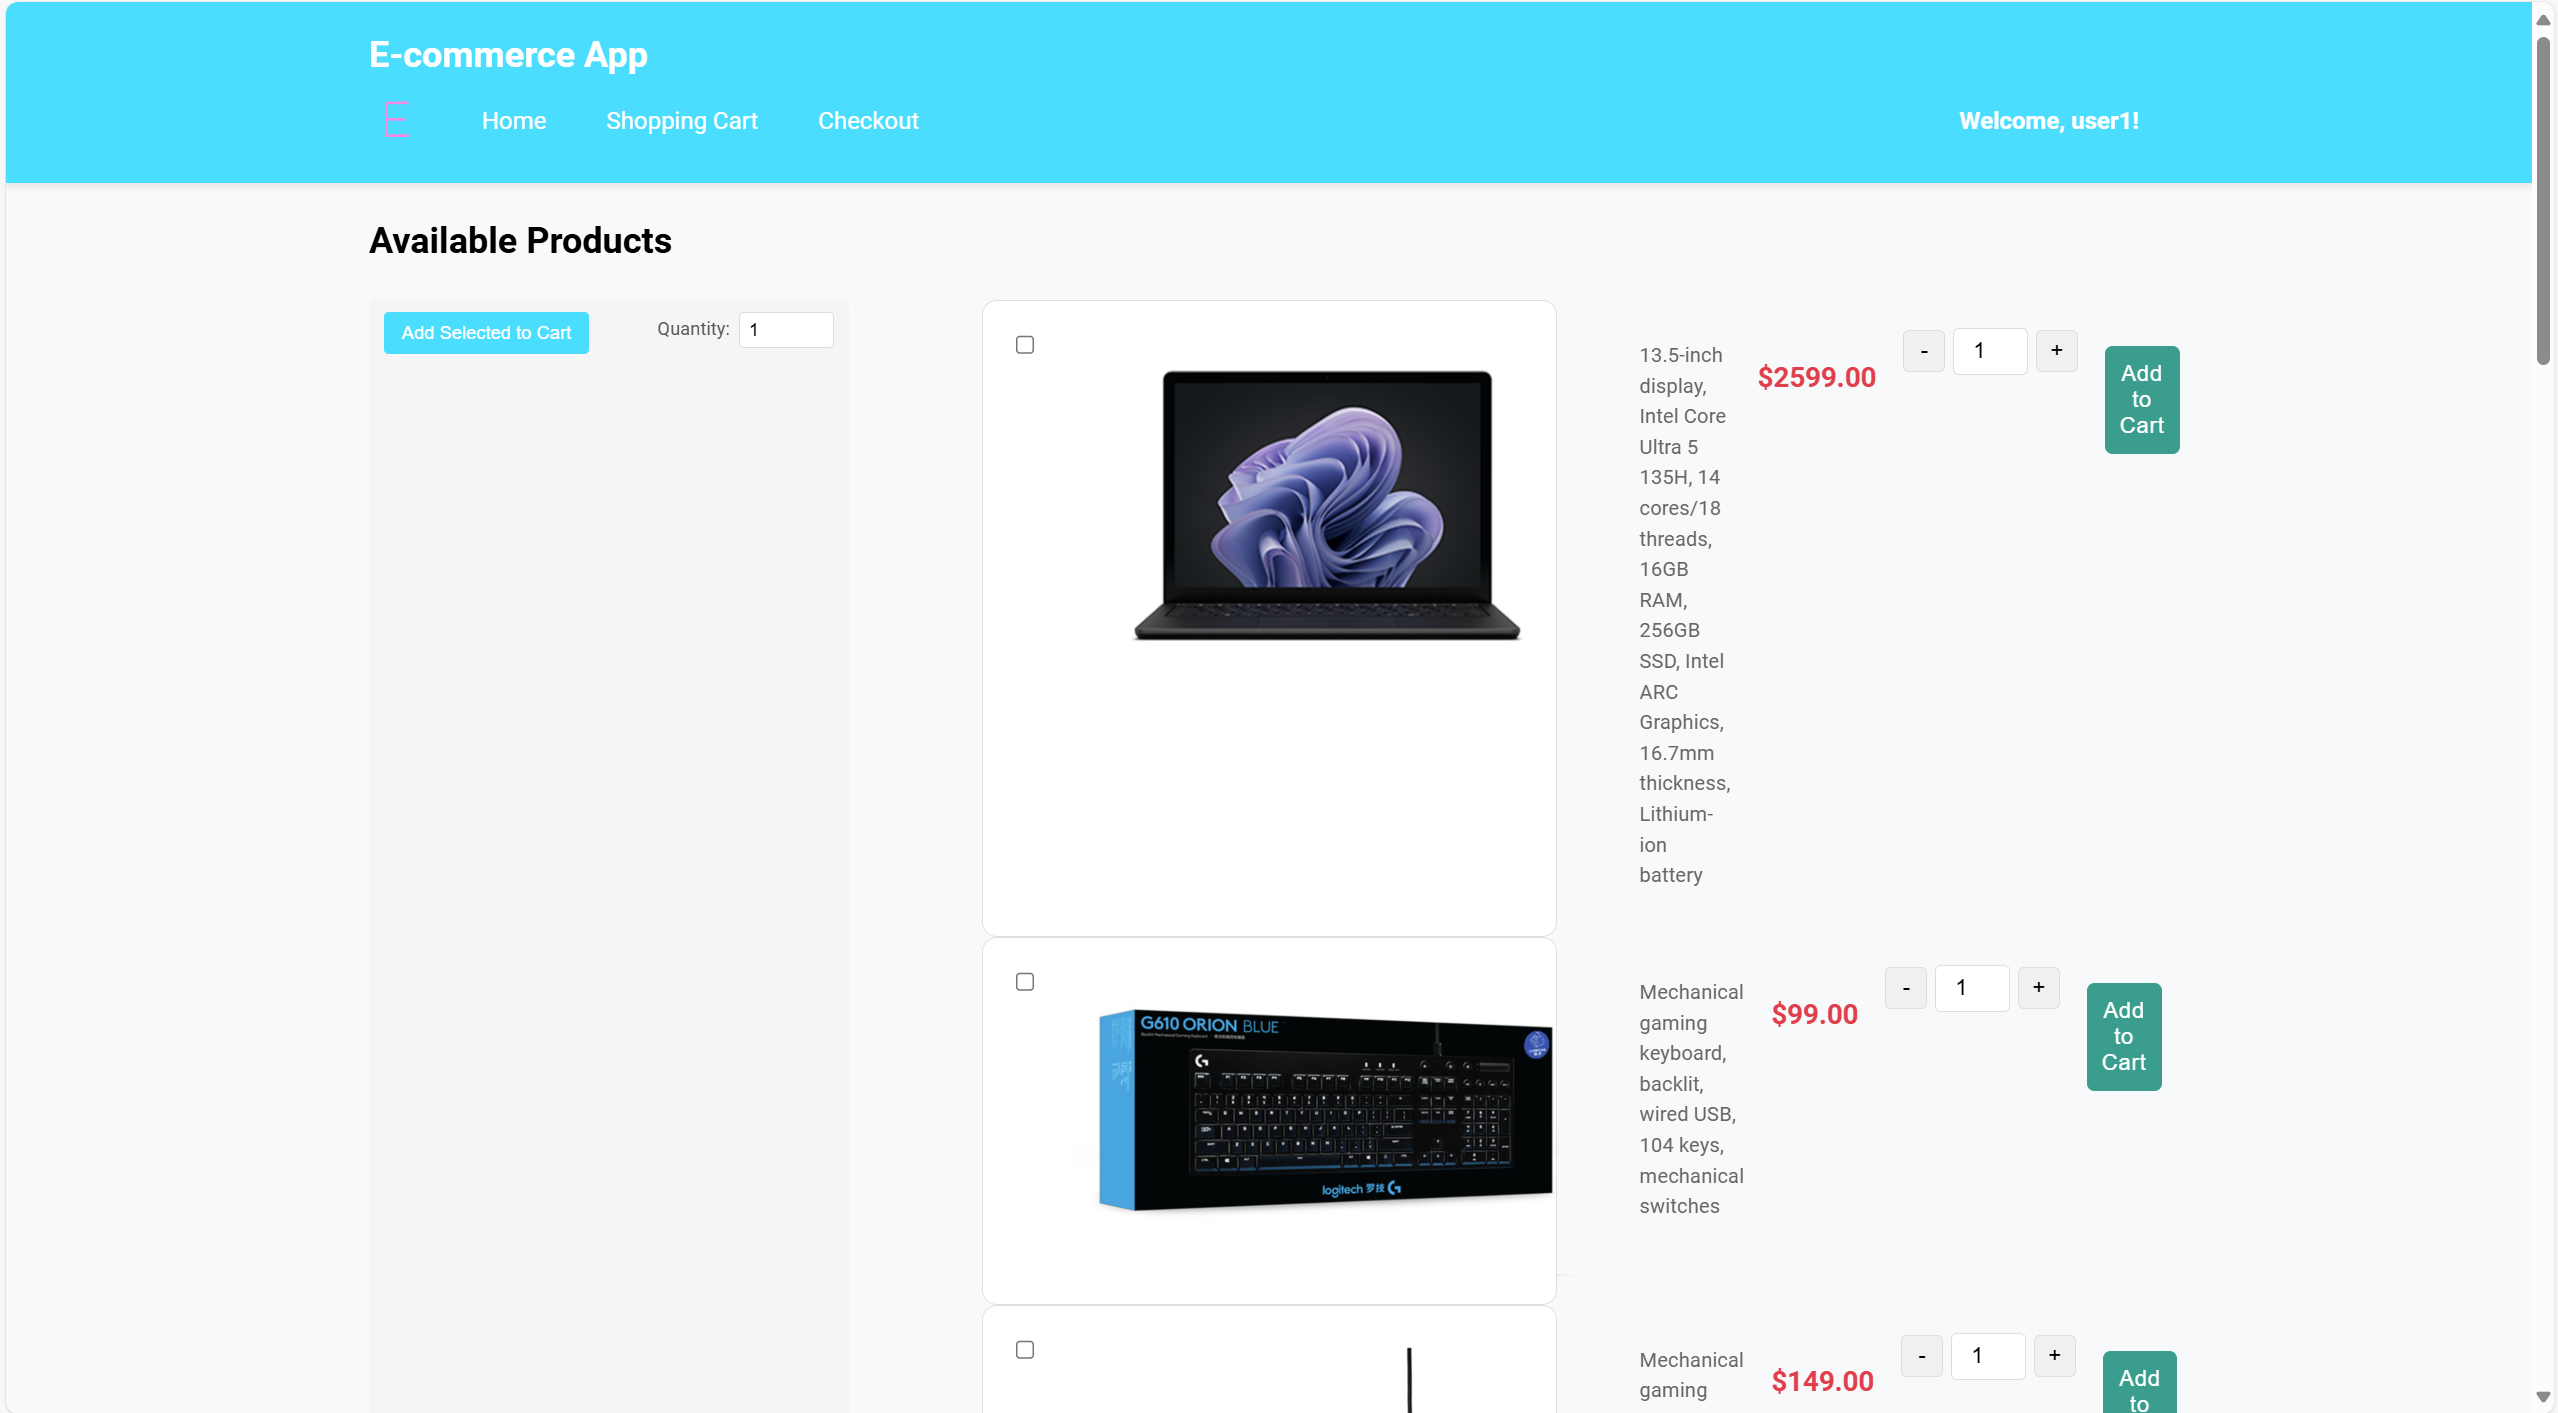 E-commerce App
E
Home
Shopping Cart
Checkout
Welcome, user1!
Available Products
Add Selected to Cart
Quantity:
1
13.5-inch
display,
Intel Core
Ultra 5
135H, 14
cores/18
threads,
16GB
RAM,
256GB
SSD, Intel
ARC
Graphics,
16.7mm
thickness,
Lithium-
ion
battery
$2599.00
-
1
+
Add
to
Cart
G610 ORION BLUE
logitech 罗技 G
Mechanical
gaming
keyboard,
backlit,
wired USB,
104 keys,
mechanical
switches
$99.00
-
1
+
Add
to
Cart
Mechanical
gaming
$149.00
-
1
+
Add
to